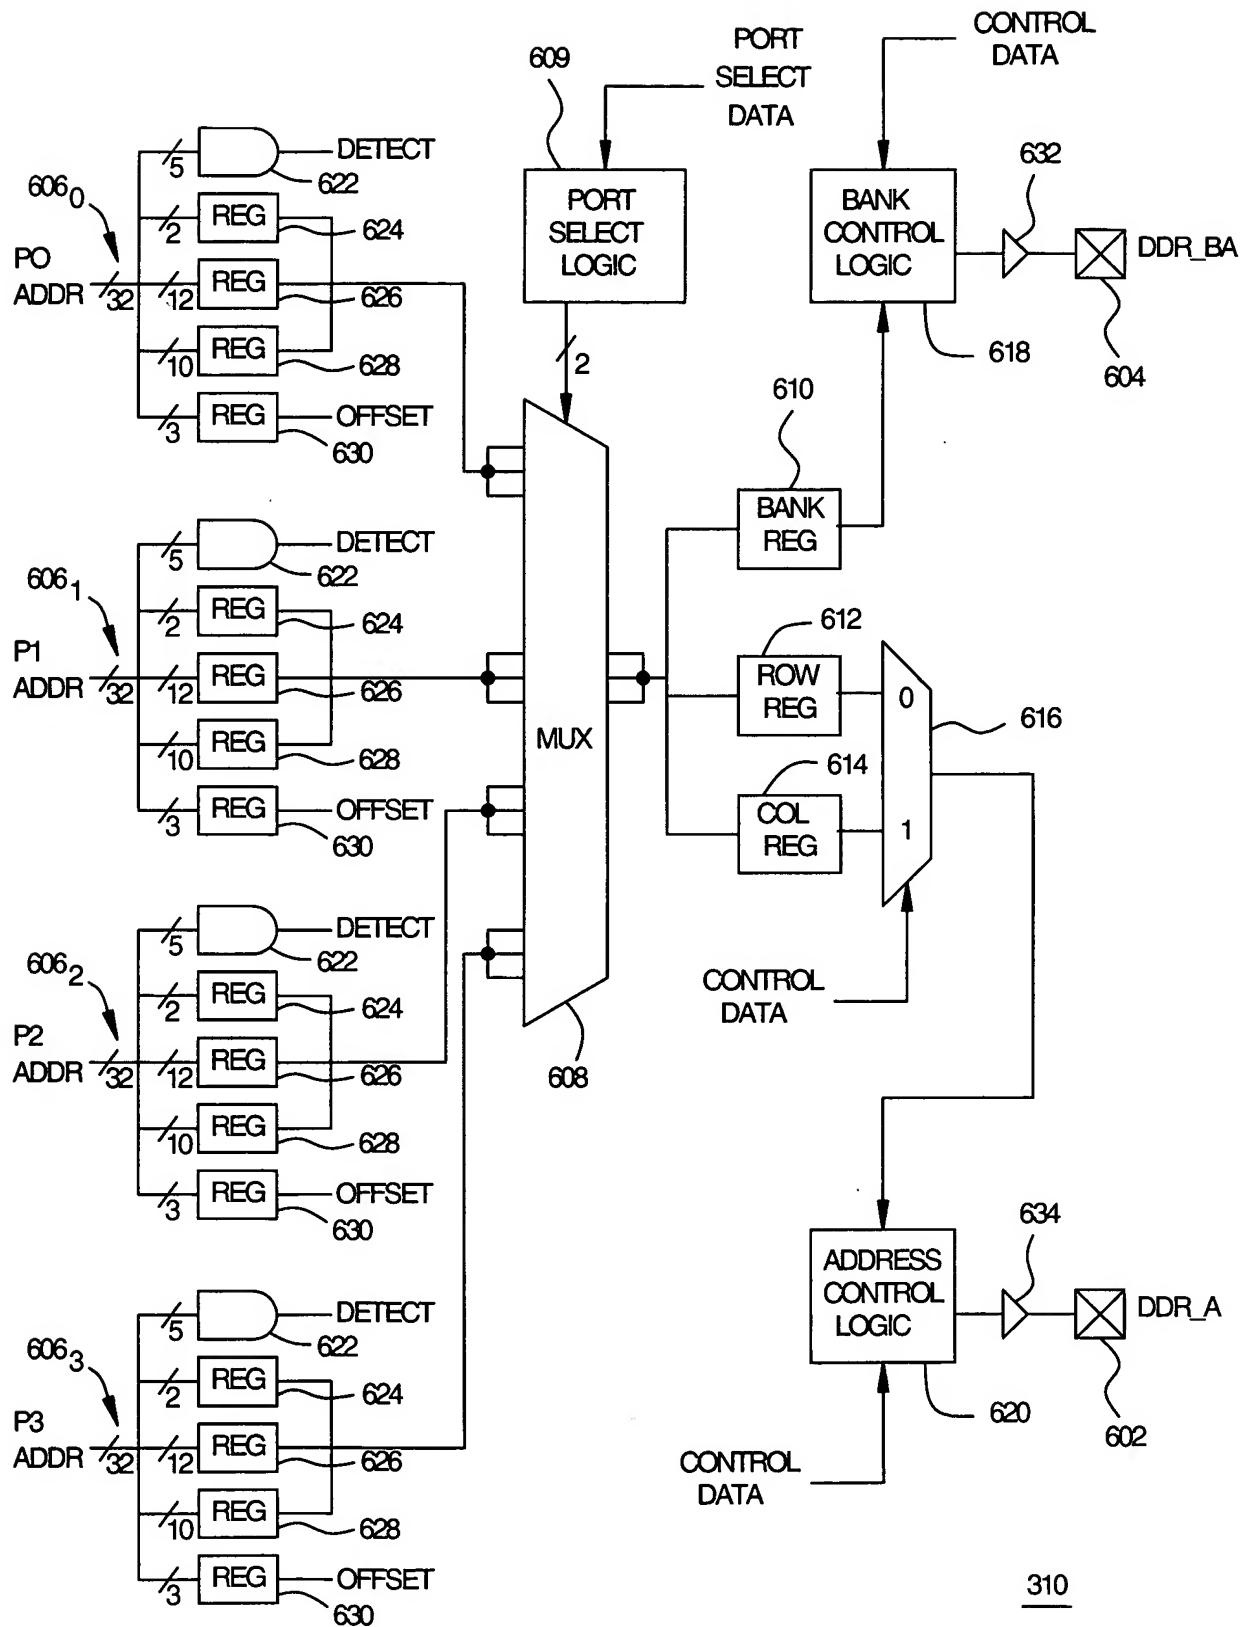 PORT
SELECT
DATA
CONTROL
DATA
609
632
5
DETECT
622
606 0
2
REG
624
PORT
SELECT
LOGIC
BANK
CONTROL
LOGIC
DDR_BA
P0
ADDR
32
12
REG
626
10
REG
628
2
618
604
3
REG
OFFSET
630
610
BANK
REG
5
DETECT
622
606 1
2
REG
624
612
P1
ADDR
32
12
REG
626
ROW
REG
0
616
10
REG
628
MUX
614
3
REG
OFFSET
630
COL
REG
1
5
DETECT
622
606 2
2
REG
624
CONTROL
DATA
P2
ADDR
32
12
REG
626
608
10
REG
628
3
REG
OFFSET
630
634
ADDRESS
CONTROL
LOGIC
DDR_A
5
DETECT
622
606 3
2
REG
624
620
602
P3
ADDR
32
12
REG
626
CONTROL
DATA
10
REG
628
3
REG
OFFSET
630
310